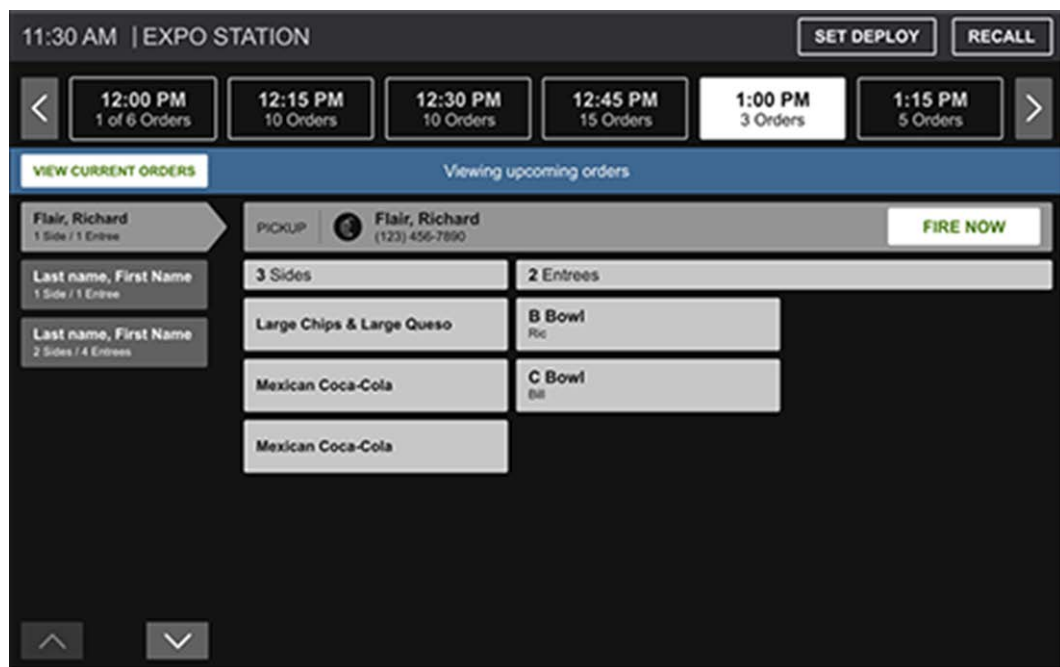 11:30 AM | EXPO STATION
SET DEPLOY
RECALL
12:00 PM
1 of 6 Orders
12:15 PM
10 Orders
12:30 PM
10 Orders
12:45 PM
15 Orders
1:00 PM
3 Orders
1:15 PM
5 Orders
VIEW CURRENT ORDERS
Viewing upcoming orders
Flair, Richard
1 Side / 1 Entree
Last name, First Name
1 Side / 1 Entree
Last name, First Name
2 Sides / 4 Entrees
PICKUP
Flair, Richard
(123) 456-7890
FIRE NOW
3 Sides
2 Entrees
Large Chips & Large Queso
B Bowl
Ric
Mexican Coca-Cola
C Bowl
Bill
Mexican Coca-Cola